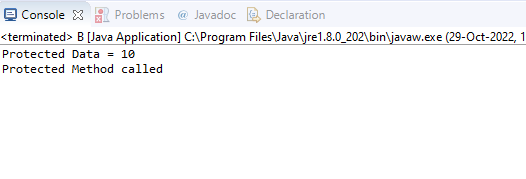 Console Problems @ Javadoc Declaration
<terminated> B [Java Application] C:\Program Files\Java\jre1.8.0_202\bin\javaw.exe (29-Oct-2022, 1
Protected Data = 10
Protected Method called